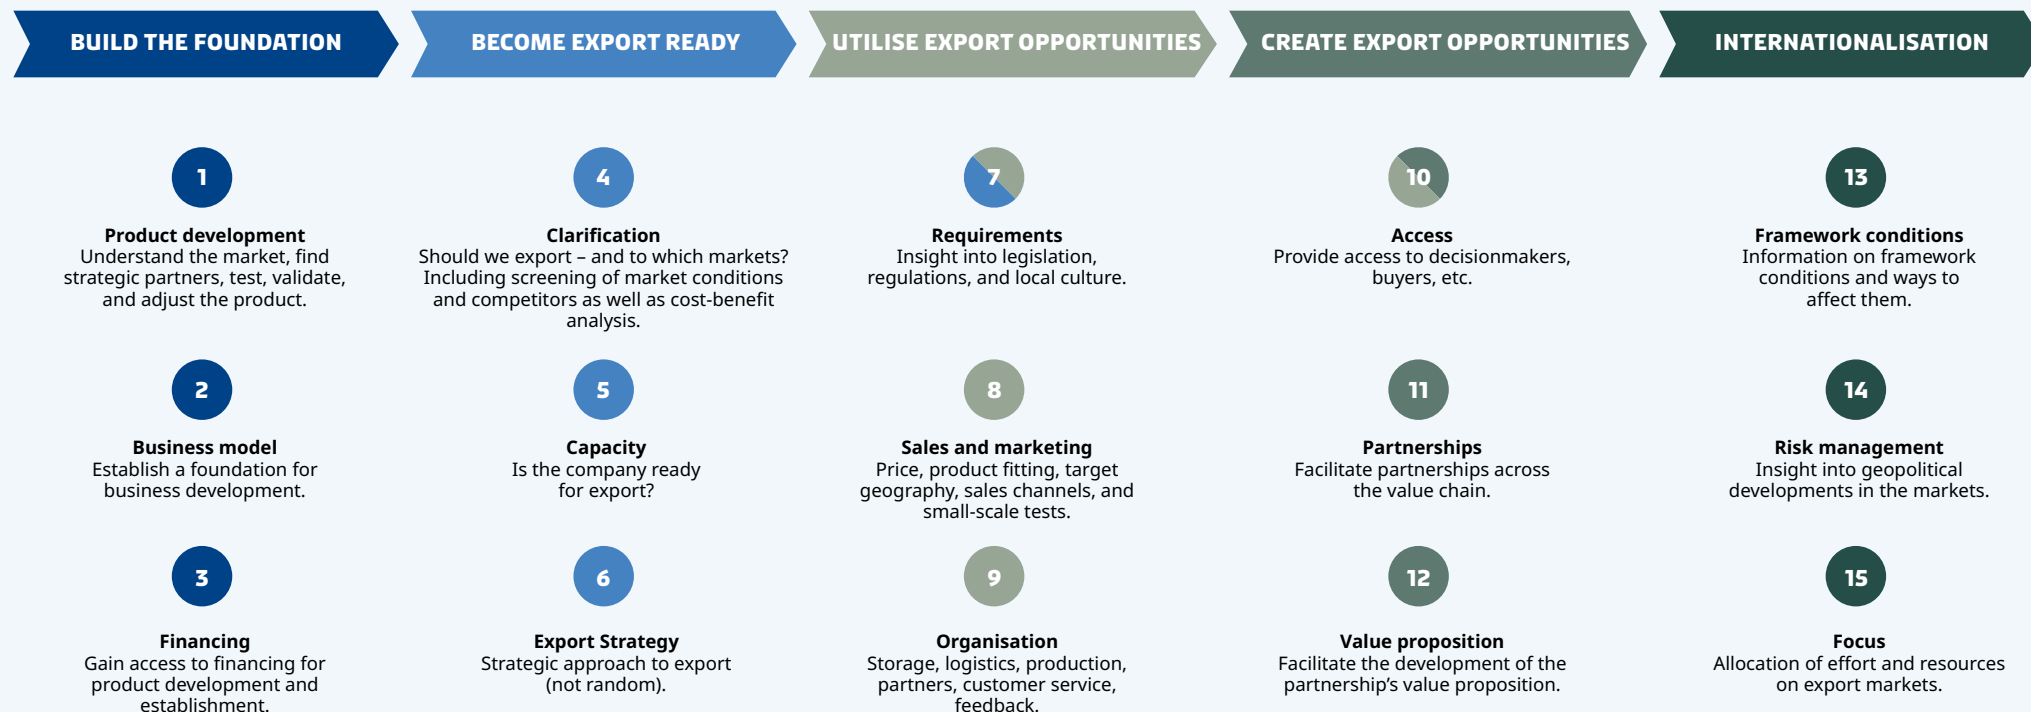 BUILD THE FOUNDATION
BECOME EXPORT READY
UTILISE EXPORT OPPORTUNITIES
CREATE EXPORT OPPORTUNITIES
INTERNATIONALISATION
1
Product development
Understand the market, find
strategic partners, test, validate,
and adjust the product.
4
Clarification
Should we export – and to which markets?
Including screening of market conditions
and competitors as well as cost-benefit
analysis.
7
Requirements
Insight into legislation,
regulations, and local culture.
10
Access
Provide access to decisionmakers,
buyers, etc.
13
Framework conditions
Information on framework
conditions and ways to
affect them.
2
Business model
Establish a foundation for
business development.
5
Capacity
Is the company ready
for export?
8
Sales and marketing
Price, product fitting, target
geography, sales channels, and
small-scale tests.
11
Partnerships
Facilitate partnerships across
the value chain.
14
Risk management
Insight into geopolitical
developments in the markets.
3
Financing
Gain access to financing for
product development and
establishment.
6
Export Strategy
Strategic approach to export
(not random).
9
Organisation
Storage, logistics, production,
partners, customer service,
feedback.
12
Value proposition
Facilitate the development of the
partnership’s value proposition.
15
Focus
Allocation of effort and resources
on export markets.